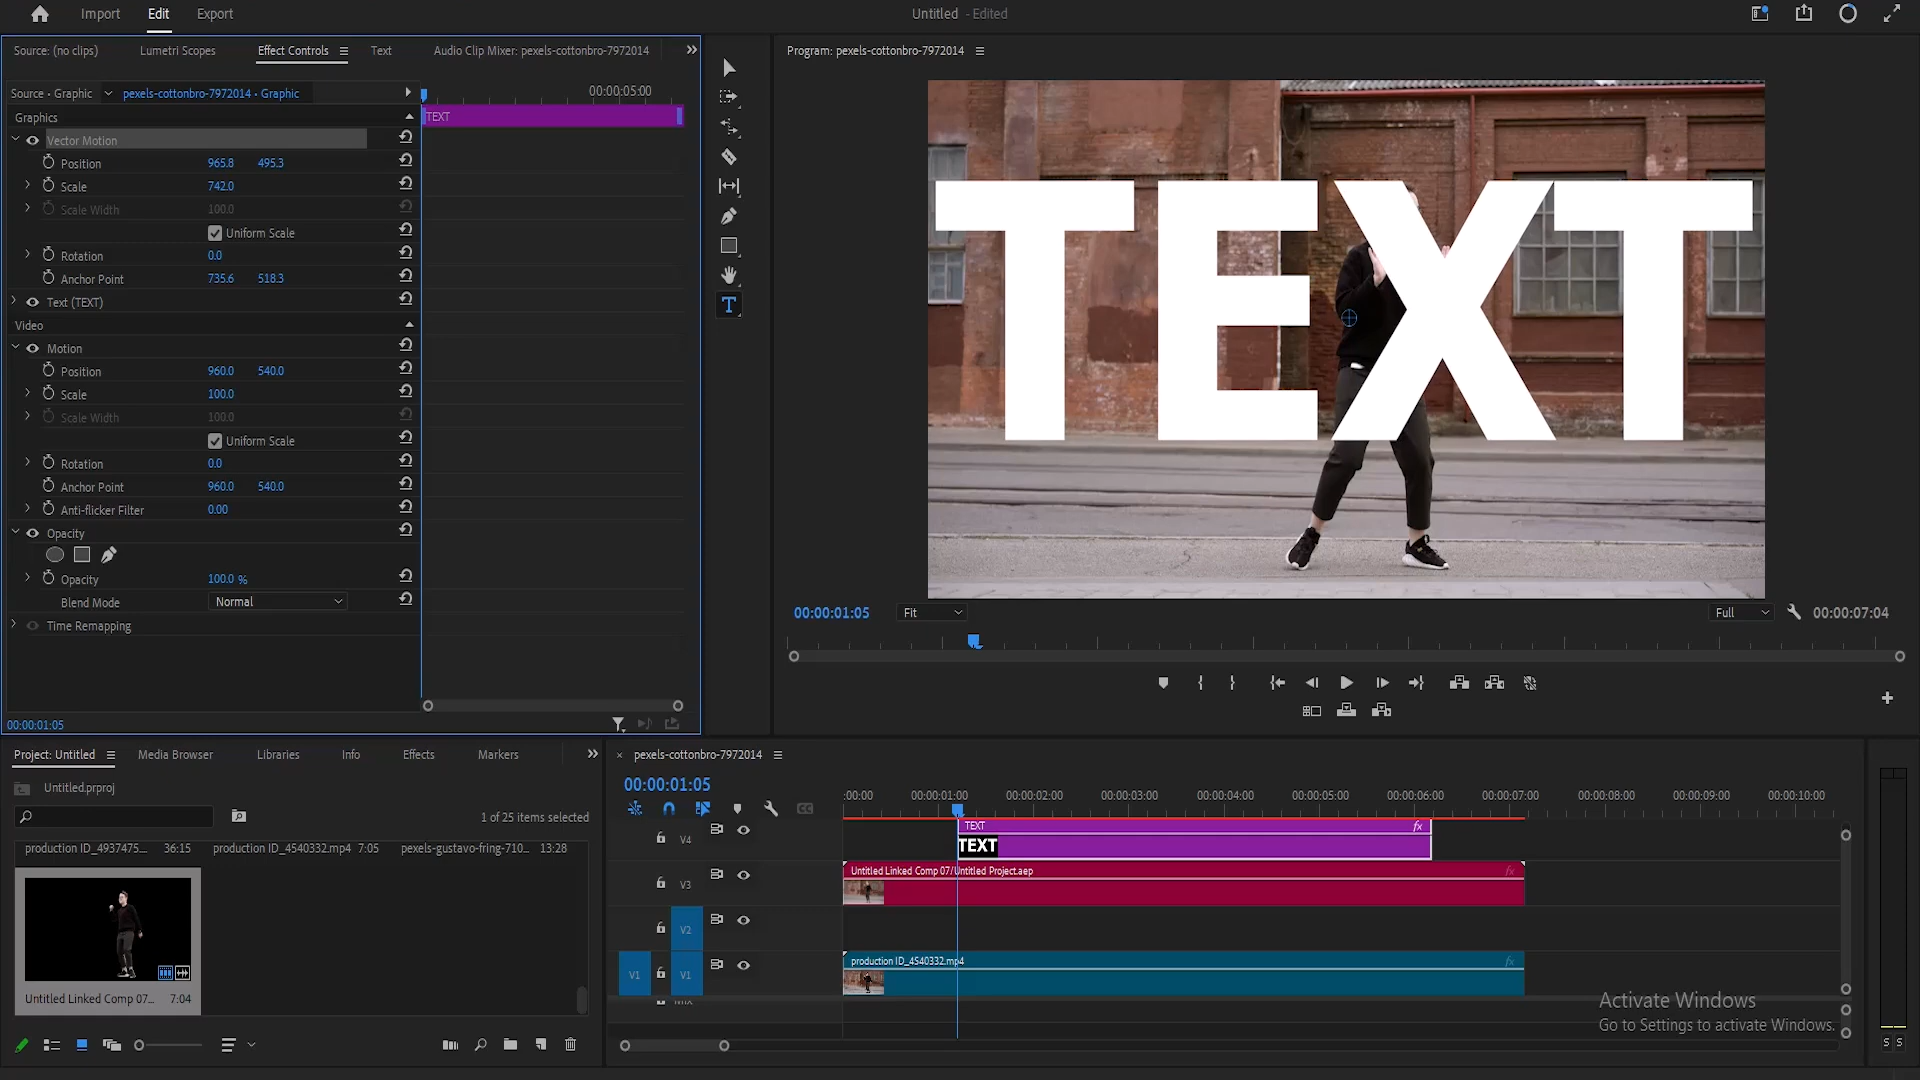 Import Edit Export Untitled - Edited
Source: (no clips) Lumetri Scopes Effect Controls Text Audio Clip Mixer: pexels-cottonbro-7972014
Program: pexels-cottonbro-7972014
Source • Graphic pexels-cottonbro-7972014 • Graphic 00:00:05:00
Graphics TEXT
Vector Motion
Position 965.8 495.3
Scale 742.0
Scale Width 100.0
Uniform Scale
Rotation 0.0
Anchor Point 735.6 518.3
Text (TEXT)
Video
Motion
Position 960.0 540.0
Scale 100.0
Scale Width 100.0
Uniform Scale
Rotation 0.0
Anchor Point 960.0 540.0
Anti-flicker Filter 0.00
Opacity
Opacity 100.0 %
Blend Mode Normal
Time Remapping
00:00:01:05
TEXT
00:00:01:05 Fit Full 00:00:07:04
Project: Untitled Media Browser Libraries Info Effects Markers
Untitled.prproj
1 of 25 items selected
production ID_4937475... 36:15 production ID_4540332.mp4 7:05 pexels-gustavo-fring-710... 13:28
Untitled Linked Comp 07... 7:04
pexels-cottonbro-7972014
00:00:01:05
:00:00 00:00:01:00 00:00:02:00 00:00:03:00 00:00:04:00 00:00:05:00 00:00:06:00 00:00:07:00 00:00:08:00 00:00:09:00 00:00:10:00
TEXT fx
V4 TEXT
Untitled Linked Comp 07/Untitled Project.aep fx
V3
V2
production ID_4540332.mp4 fx
V1 V1
Activate Windows
Go to Settings to activate Windows.
S S